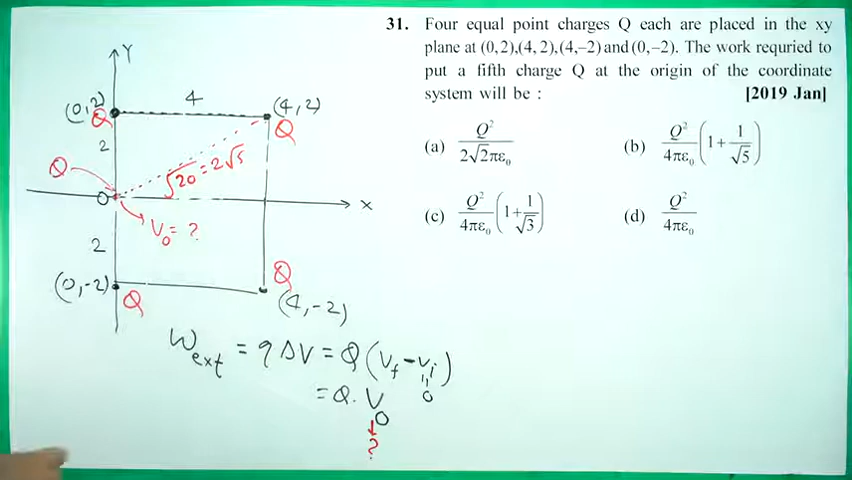 31. Four equal point charges Q each are placed in the xy
plane at (0, 2),(4, 2),(4,–2) and (0,–2). The work requried to
put a fifth charge Q at the origin of the coordinate
system will be : [2019 Jan]
(a) Q²/(2√2πε₀) (b) Q²/(4πε₀) (1 + 1/√5)
(c) Q²/(4πε₀) (1 + 1/√3) (d) Q²/(4πε₀)
Y
(0,2) Q 4 (4,2)
Q
2
Q √20 = 2√5
O X
V₀ = ?
2
(0,-2) Q Q
(4,-2)
W_ext = q ΔV = Q (V_f - V_i)
= Q. V₀ 0
?